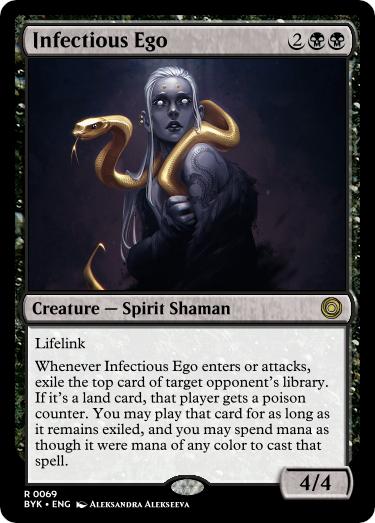 Infectious Ego 2
Creature — Spirit Shaman
Lifelink
Whenever Infectious Ego enters or attacks,
exile the top card of target opponent's library.
If it's a land card, that player gets a poison
counter. You may play that card for as long as
it remains exiled, and you may spend mana as
though it were mana of any color to cast that
spell.
4/4
R 0069
BYK • ENG Aleksandra Alekseeva